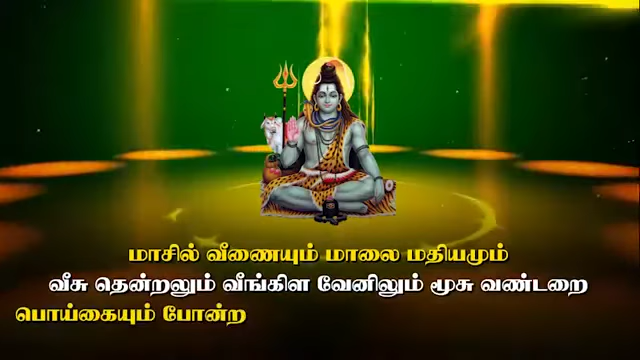 மாசில் வீணையும் மாலை மதியமும்
வீசு தென்றலும் வீங்கிள வேனிலும் மூசு வண்டறை
பொய்கையும் போன்ற